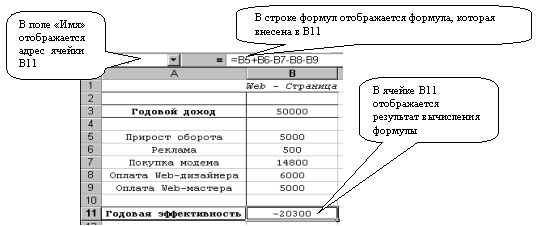 В поле «Имя»
отображается
адрес ячейки
В11
В строке формул отображается формула, которая
внесена в В11
= =B5+B6-B7-B8-B9
A B
1 Web - Страница
2
3 Годовой доход 50000
4
5 Прирост оборота 5000
6 Реклама 500
7 Покупка модема 14800
8 Оплата Web-дизайнера 6000
9 Оплата Web-мастера 5000
10
11 Годовая эффективность -20300
В ячейке В11
отображается
результат вычисления
формулы